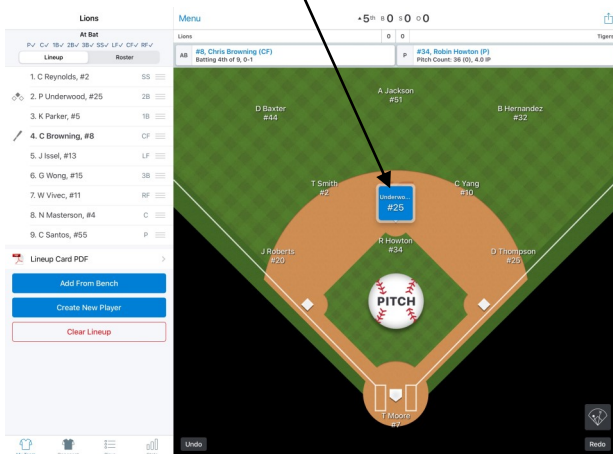 Lions
At Bat
P✓ C✓ 1B✓ 2B✓ 3B✓ SS✓ LF✓ CF✓ RF✓
Lineup Roster
1. C Reynolds, #2 SS
2. P Underwood, #25 2B
3. K Parker, #5 1B
4. C Browning, #8 CF
5. J Issel, #13 LF
6. G Wong, #15 3B
7. W Vivec, #11 RF
8. N Masterson, #4 C
9. C Santos, #55 P
Lineup Card PDF
Add From Bench
Create New Player
Clear Lineup
Menu
5th B 0 S 0 O 0
Lions 0 0 Tigers
AB
#8, Chris Browning (CF)
Batting 4th of 9, 0-1
P
#34, Robin Howton (P)
Pitch Count: 36 (0), 4.0 IP
A Jackson
#51
D Baxter
#44
B Hernandez
#32
T Smith
#2
Underwo...
#25
C Yang
#10
R Howton
#34
J Roberts
#20
D Thompson
#25
PITCH
T Moore
#7
Undo
Redo